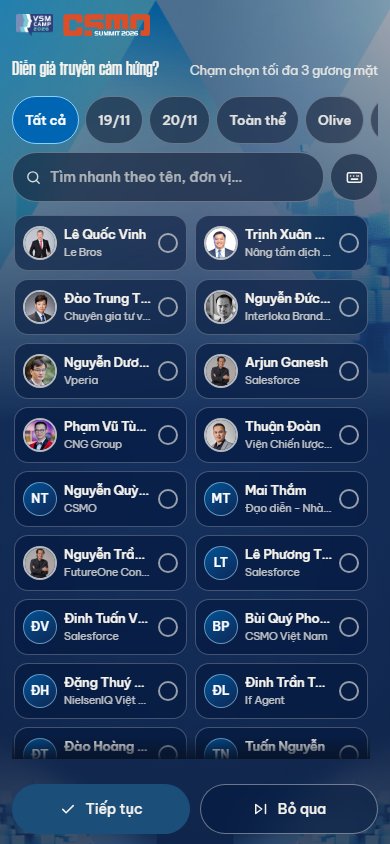 VSM
CAMP
2026
CSMO
SUMMIT 2026
Diễn giả truyền cảm hứng?
Chạm chọn tối đa 3 gương mặt
Tất cả
19/11
20/11
Toàn thể
Olive
Tìm nhanh theo tên, đơn vị...
Lê Quốc Vinh
Le Bros
Trịnh Xuân ...
Nâng tầm dịch ...
Đào Trung T...
Chuyên gia tư v...
Nguyễn Đức...
Interloka Brand...
Nguyễn Dươ...
Vperia
Arjun Ganesh
Salesforce
Phạm Vũ Tù...
CNG Group
Thuận Đoàn
Viện Chiến lược...
NT
Nguyễn Quỳ...
CSMO
MT
Mai Thắm
Đạo diễn - Nhà...
Nguyễn Trầ...
FutureOne Con...
LT
Lê Phương T...
Salesforce
ĐV
Đinh Tuấn V...
Salesforce
BP
Bùi Quý Pho...
CSMO Việt Nam
ĐH
Đặng Thuý ...
NielsenIQ Việt ...
ĐL
Đinh Trần T...
If Agent
ĐT
Đào Hoàng ...
TN
Tuấn Nguyễn
Tiếp tục
Bỏ qua